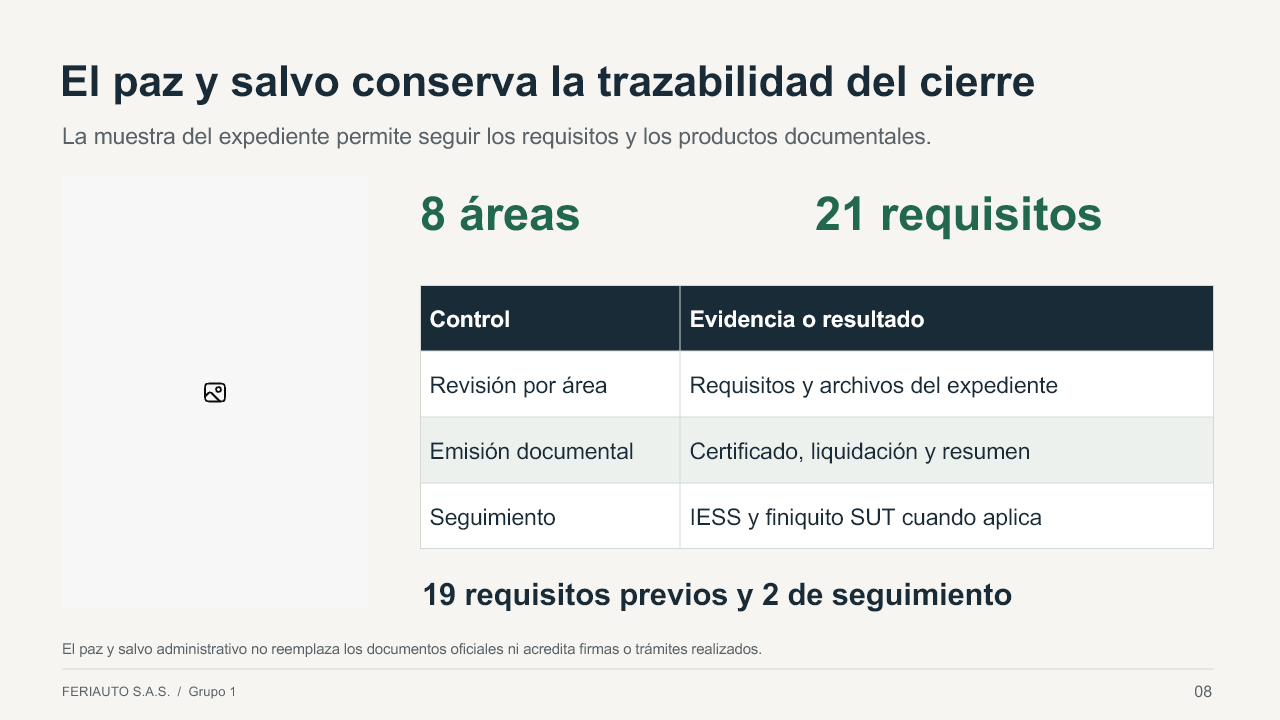 El paz y salvo conserva la trazabilidad del cierre
La muestra del expediente permite seguir los requisitos y los productos documentales.
8 áreas
21 requisitos
Control
Evidencia o resultado
Revisión por área
Requisitos y archivos del expediente
Emisión documental
Certificado, liquidación y resumen
Seguimiento
IESS y finiquito SUT cuando aplica
19 requisitos previos y 2 de seguimiento
El paz y salvo administrativo no reemplaza los documentos oficiales ni acredita firmas o trámites realizados.
FERIAUTO S.A.S. / Grupo 1
08